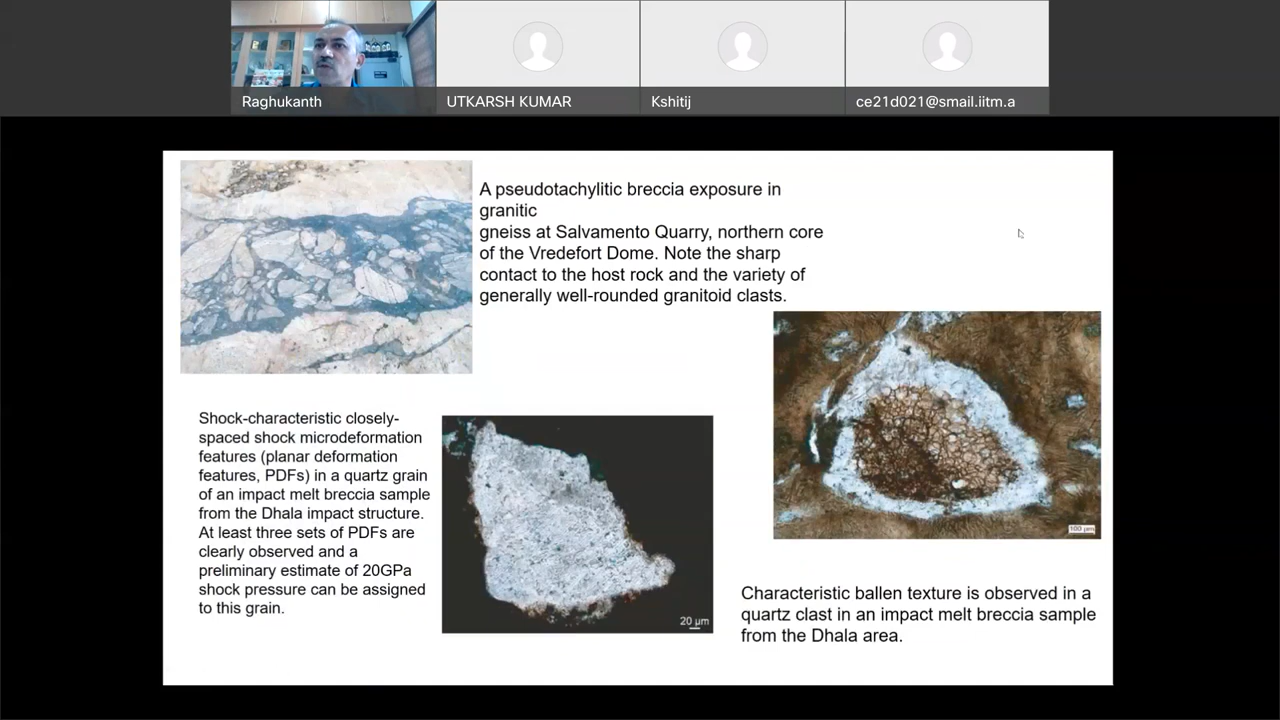 Raghukanth
UTKARSH KUMAR
Kshitij
ce21d021@smail.iitm.a
A pseudotachylitic breccia exposure in
granitic
gneiss at Salvamento Quarry, northern core
of the Vredefort Dome. Note the sharp
contact to the host rock and the variety of
generally well-rounded granitoid clasts.
Shock-characteristic closely-
spaced shock microdeformation
features (planar deformation
features, PDFs) in a quartz grain
of an impact melt breccia sample
from the Dhala impact structure.
At least three sets of PDFs are
clearly observed and a
preliminary estimate of 20GPa
shock pressure can be assigned
to this grain.
20 µm
100 µm
Characteristic ballen texture is observed in a
quartz clast in an impact melt breccia sample
from the Dhala area.